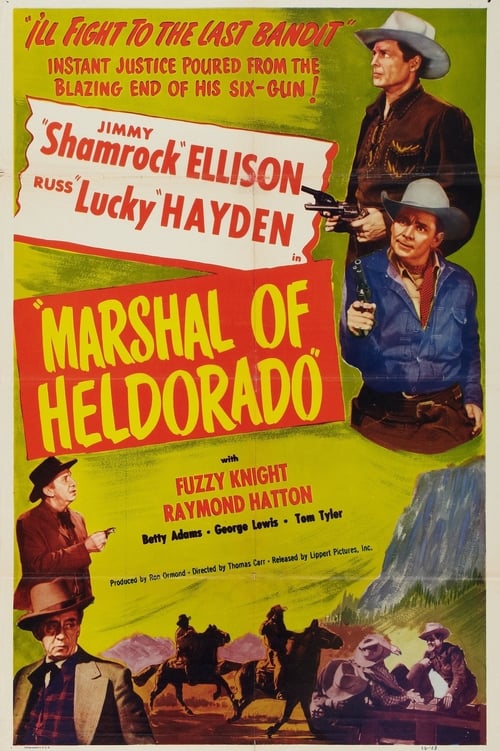 "I'LL FIGHT TO THE LAST BANDIT"
INSTANT JUSTICE POURED FROM THE
BLAZING END OF HIS SIX-GUN!
JIMMY
"Shamrock" ELLISON
RUSS "Lucky" HAYDEN
in
"MARSHAL OF
HELDORADO"
with
FUZZY KNIGHT
RAYMOND HATTON
Betty Adams • George Lewis • Tom Tyler
Produced by Ron Ormond - Directed by Thomas Carr - Released by Lippert Pictures, Inc.